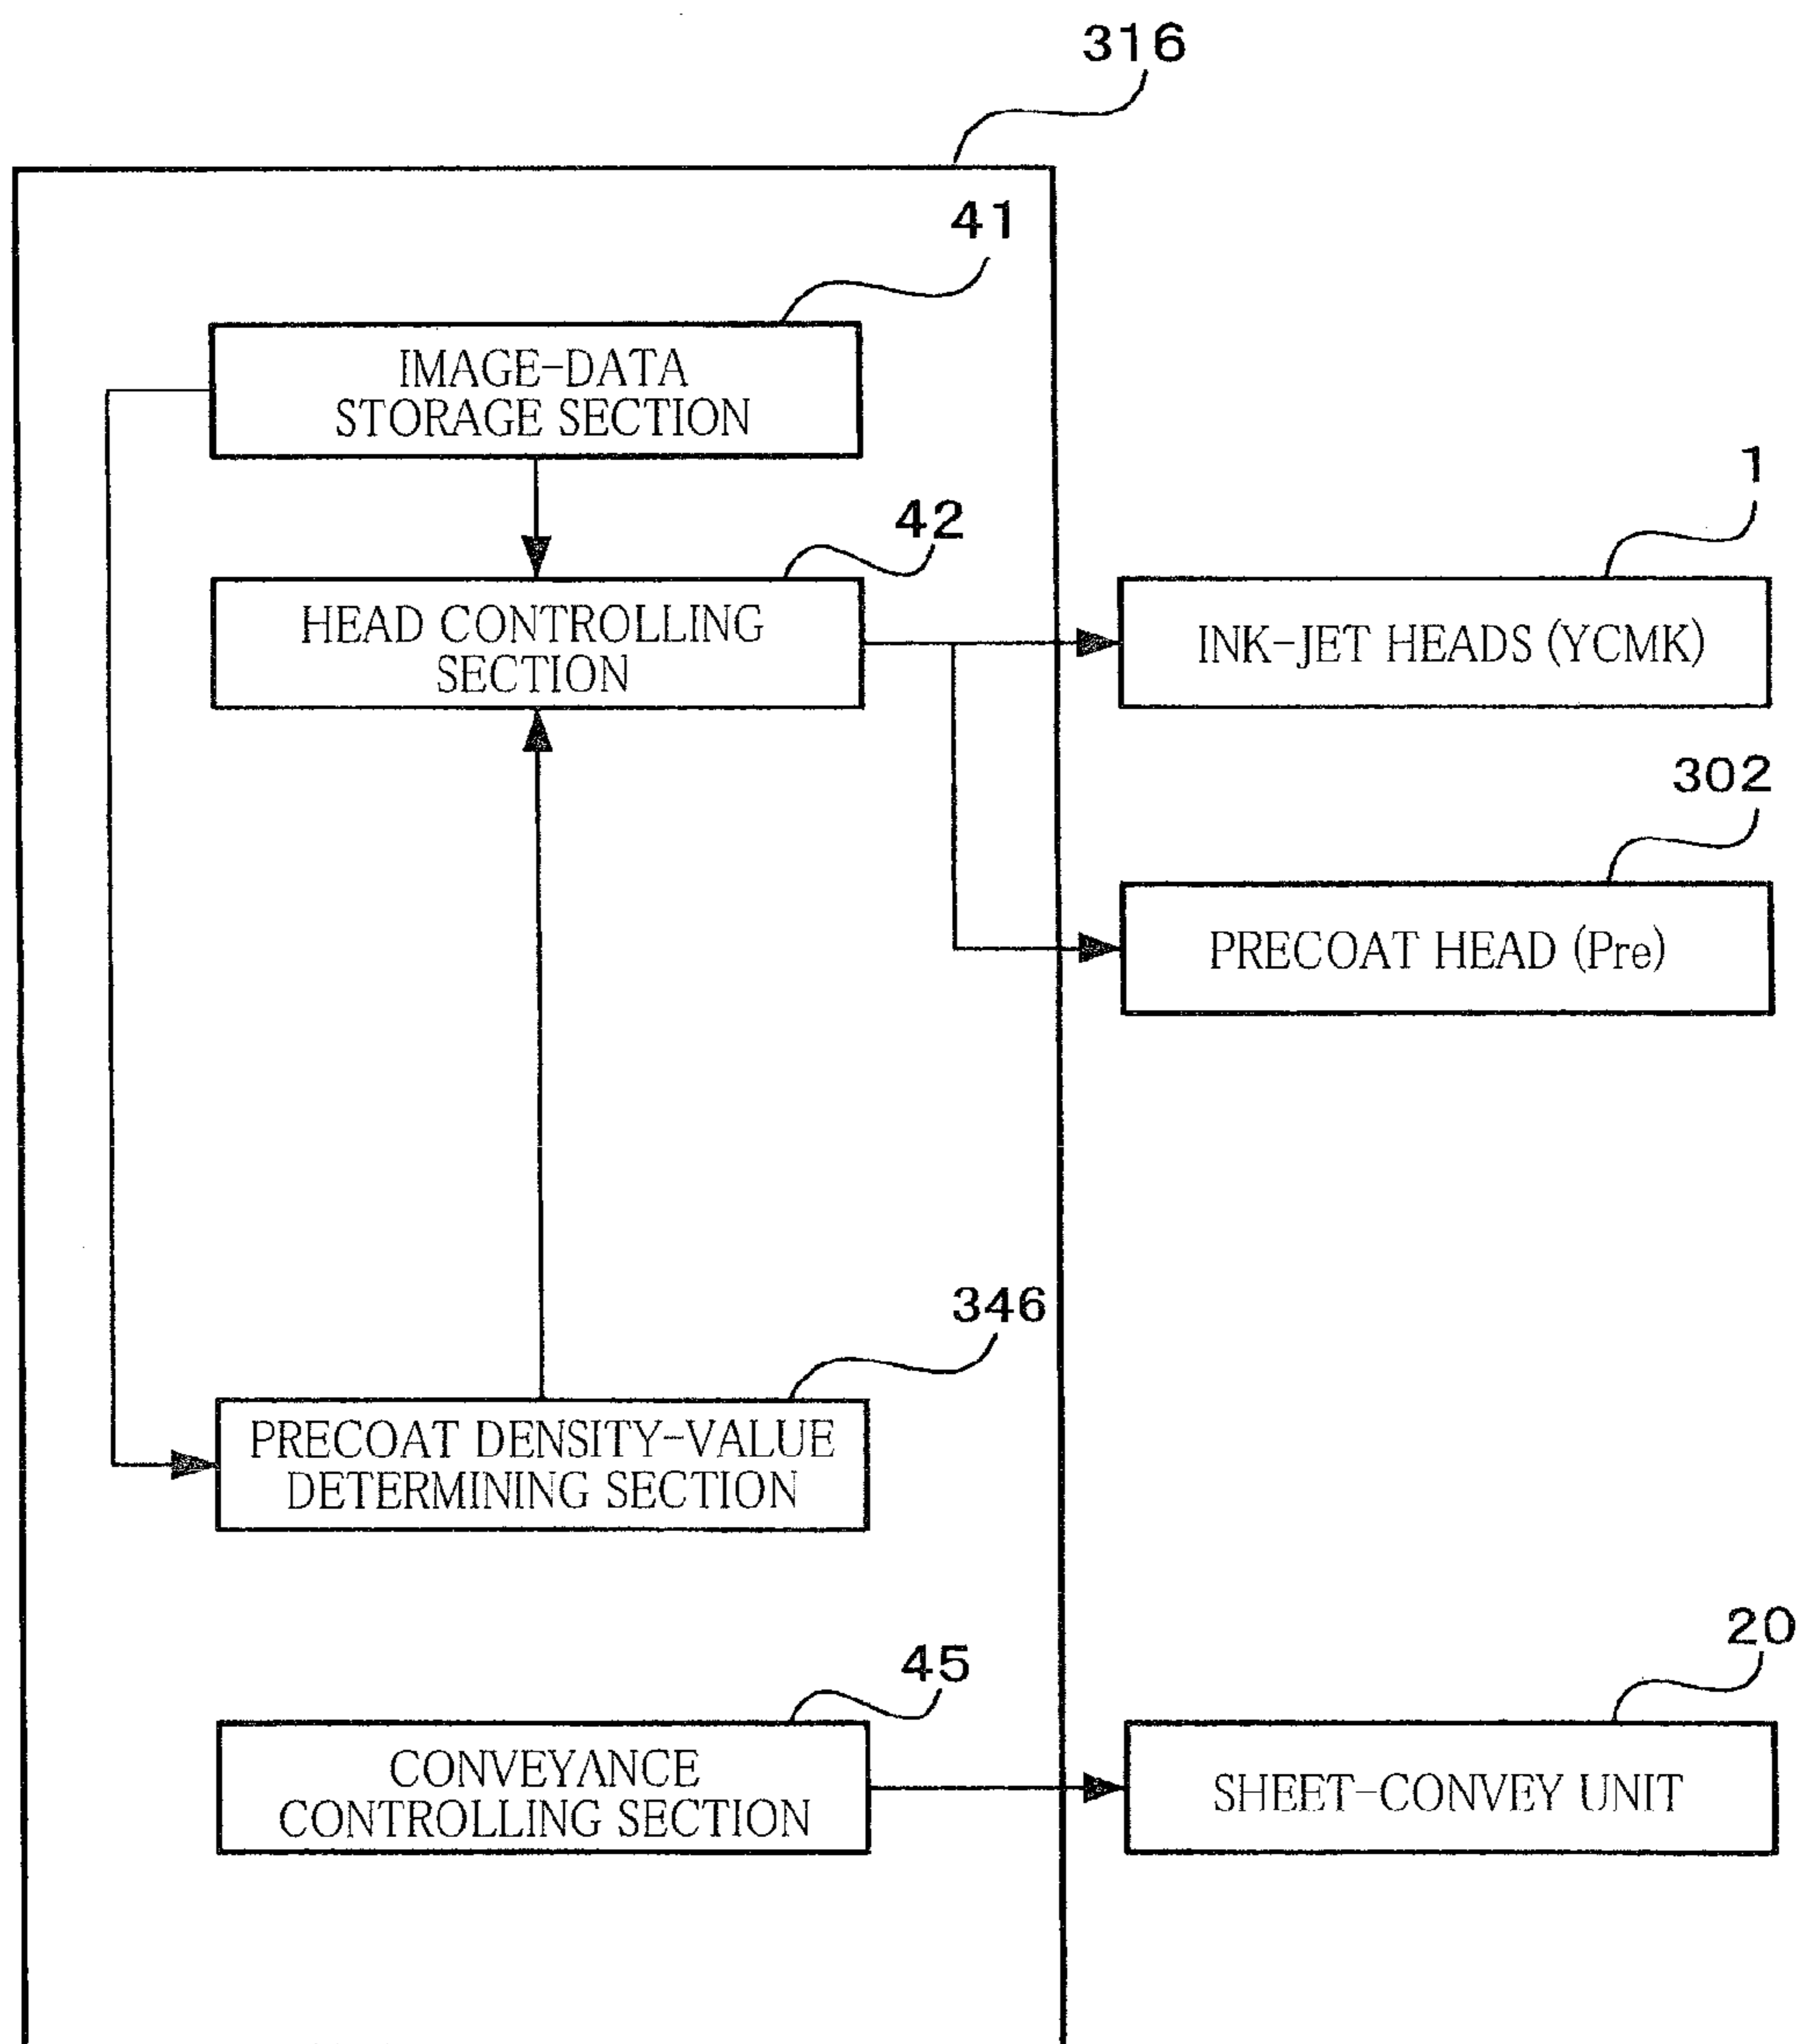 316
41
IMAGE-DATA
STORAGE SECTION
42
HEAD CONTROLLING
SECTION
1
INK-JET HEADS (YCMK)
302
PRECOAT HEAD (Pre)
346
PRECOAT DENSITY-VALUE
DETERMINING SECTION
45
CONVEYANCE
CONTROLLING SECTION
20
SHEET-CONVEY UNIT